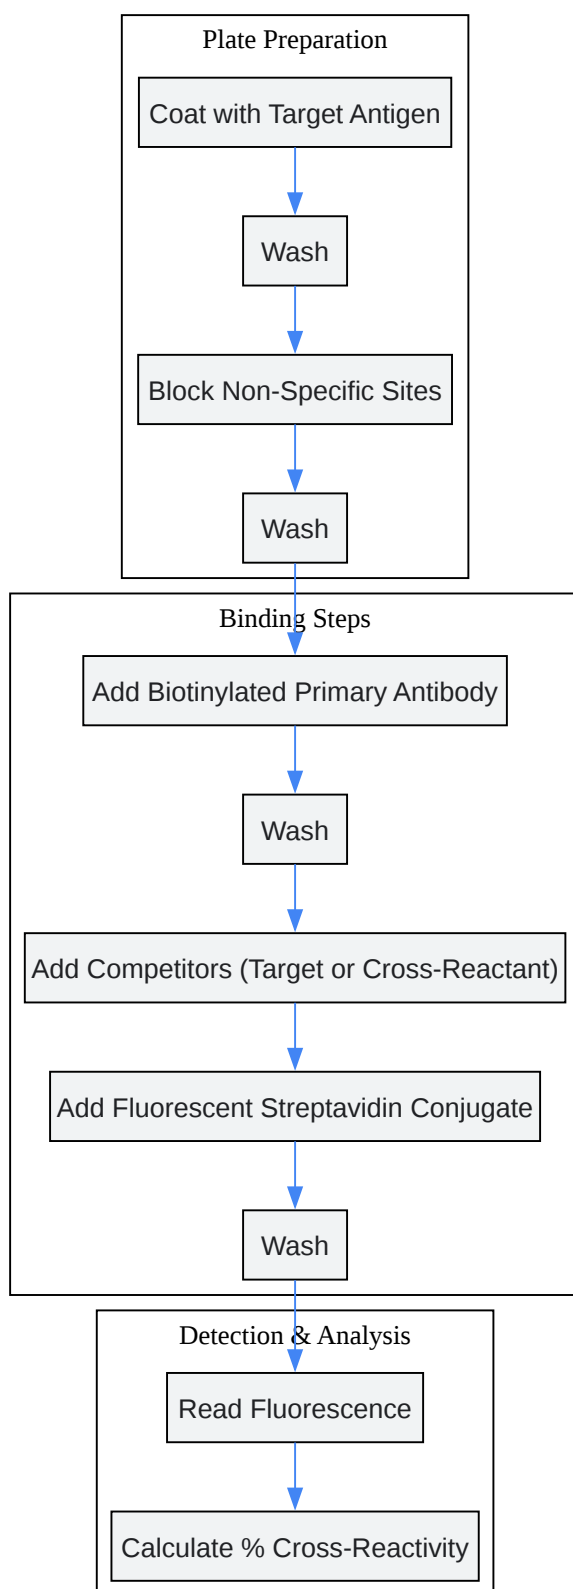 Plate Preparation
Coat with Target Antigen
Wash
Block Non-Specific Sites
Wash
Binding Steps
Add Biotinylated Primary Antibody
Wash
Add Competitors (Target or Cross-Reactant)
Add Fluorescent Streptavidin Conjugate
Wash
Detection & Analysis
Read Fluorescence
Calculate % Cross-Reactivity